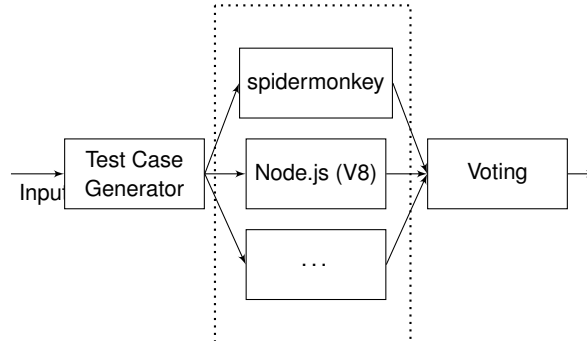 spidermonkey
Input
Test Case
Generator
Node.js (V8)
Voting
...